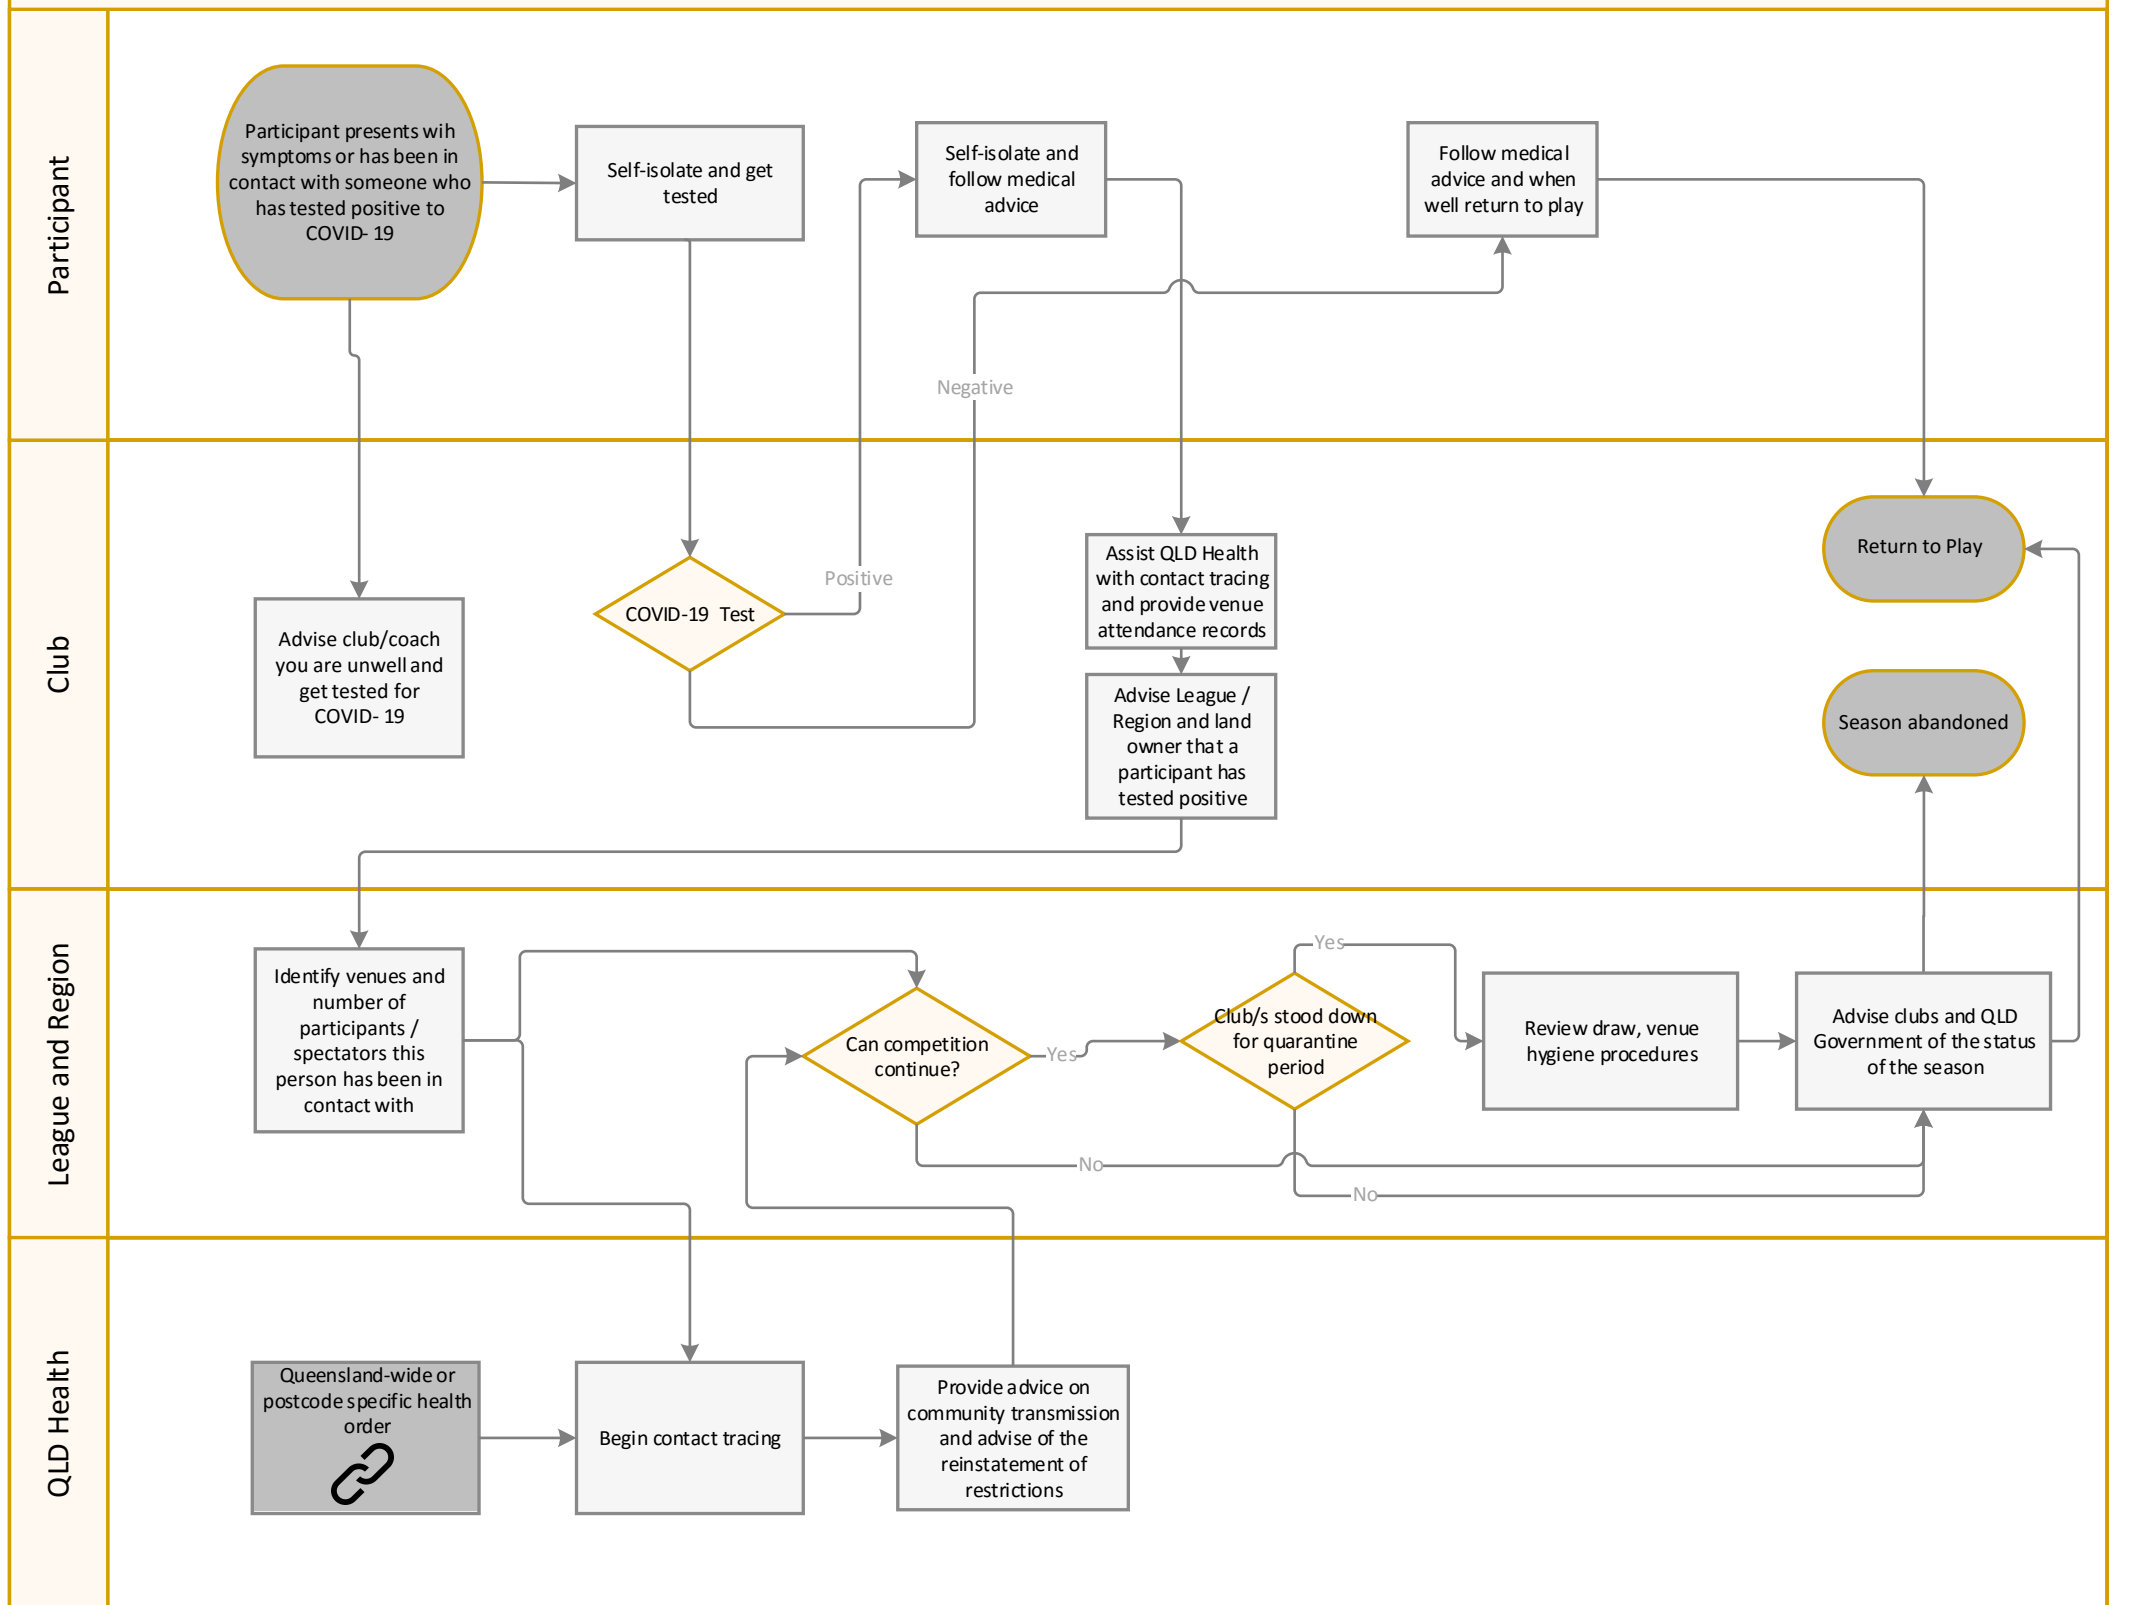 Participant
Participant presents wih
symptoms or has been in
contact with someone who
has tested positive to
COVID- 19
Self-isolate and get
tested
Self-isolate and
follow medical
advice
Follow medical
advice and when
well return to play
Negative
Club
Advise club/coach
you are unwell and
get tested for
COVID- 19
COVID-19  Test
Positive
Assist QLD Health
with contact tracing
and provide venue
attendance records
Advise League /
Region and land
owner that a
participant has
tested positive
Return to Play
Season abandoned
League and Region
Identify venues and
number of
participants /
spectators this
person has been in
contact with
Can competition
continue?
Yes
No
Club/s stood down
for quarantine
period
Yes
No
Review draw, venue
hygiene procedures
Advise clubs and QLD
Government of the status
of the season
QLD Health
Queensland-wide or
postcode specific health
order
Begin contact tracing
Provide advice on
community transmission
and advise of the
reinstatement of
restrictions